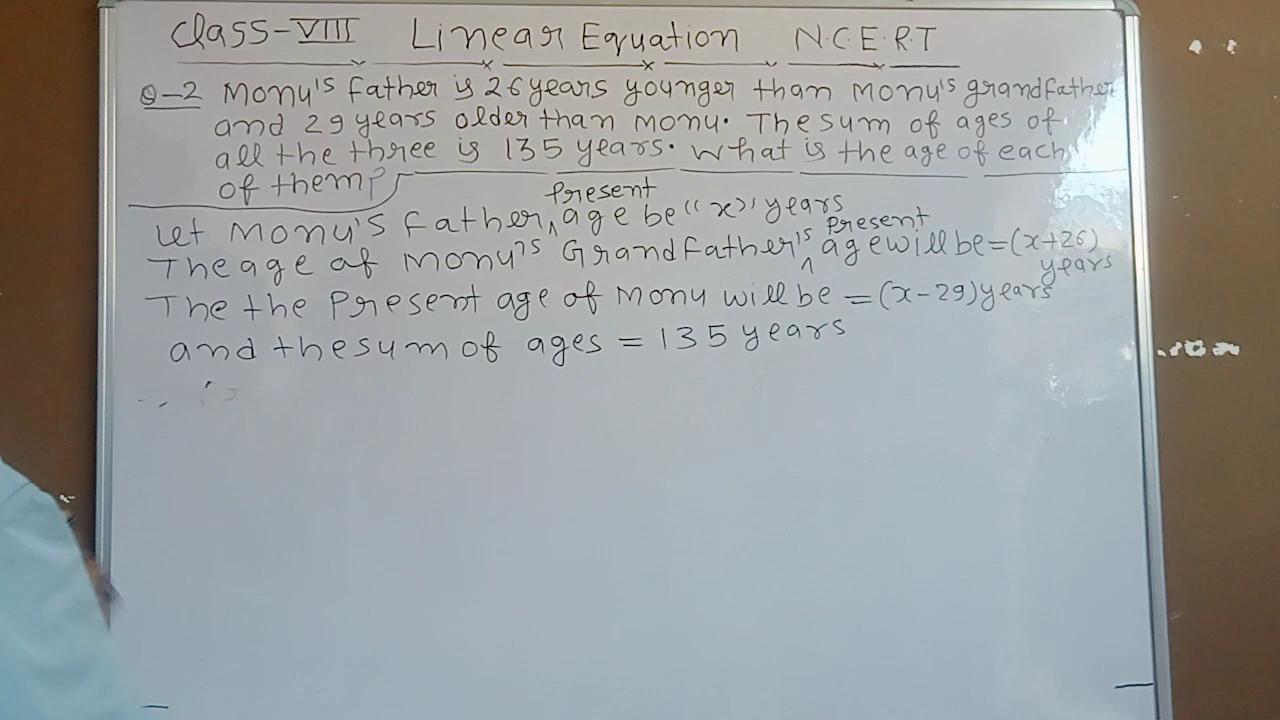 Class-VIII Linear Equation N.C.E.R.T
Q-2 Monu's father is 26 years younger than Monu's grandfather
and 29 years older than Monu. The sum of ages of
all the three is 135 years. What is the age of each
of them?
Present
Let Monu's Father, age be "x" years
Present
The age of Monu's Grandfather's age will be = (x+26)
years
The the Present age of Monu will be = (x-29) years
and the sum of ages = 135 years